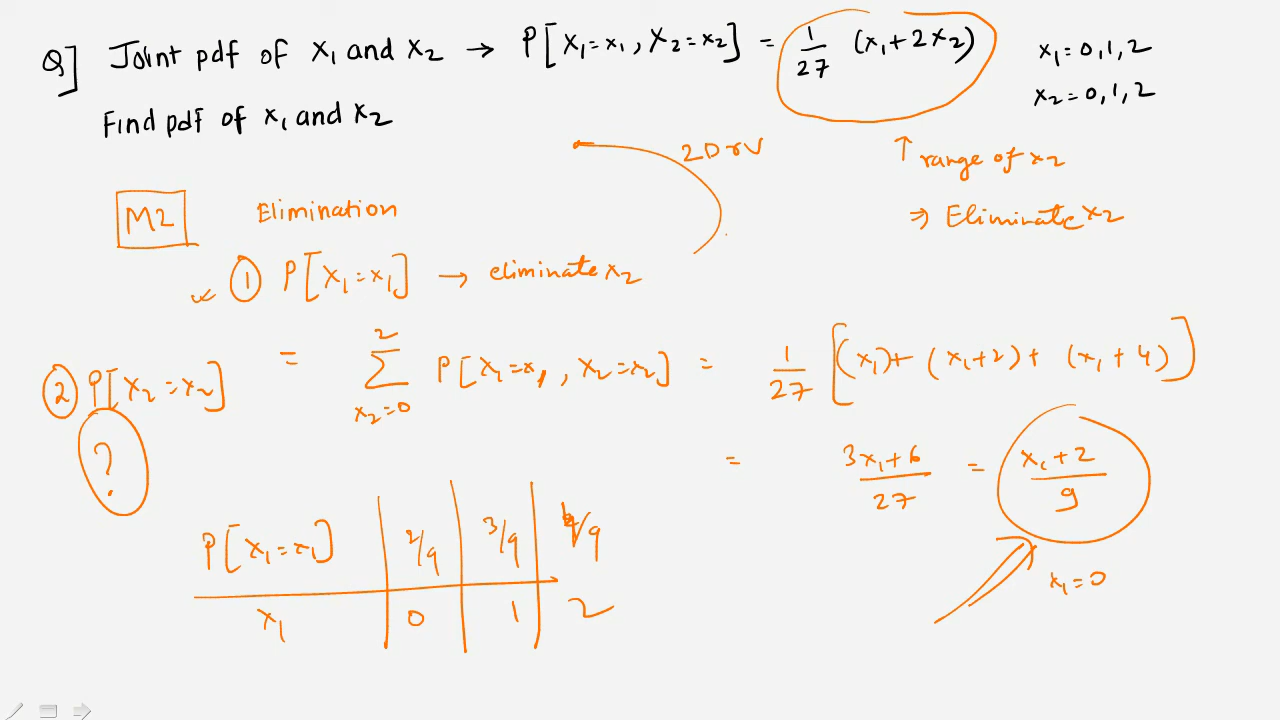 Q] Joint pdf of x₁ and x₂ → P[X₁=x₁, X₂=x₂] = 1/27 (x₁+2x₂)
x₁=0,1,2
x₂=0,1,2
Find pdf of x₁ and x₂
2D rv
↑ range of x₂
⇒ Eliminate x₂
M2 Elimination
① P[X₁=x₁] → eliminate x₂
= ∑_{x₂=0}^{2} P[X₁=x₁, X₂=x₂] = 1/27 [(x₁)+(x₁+2)+(x₁+4)]
② P[X₂=x₂]
?
= 3x₁+6/27 = x₁+2/9
x₁=0
P[X₁=x₁] 2/9 3/9 4/9
x₁ 0 1 2